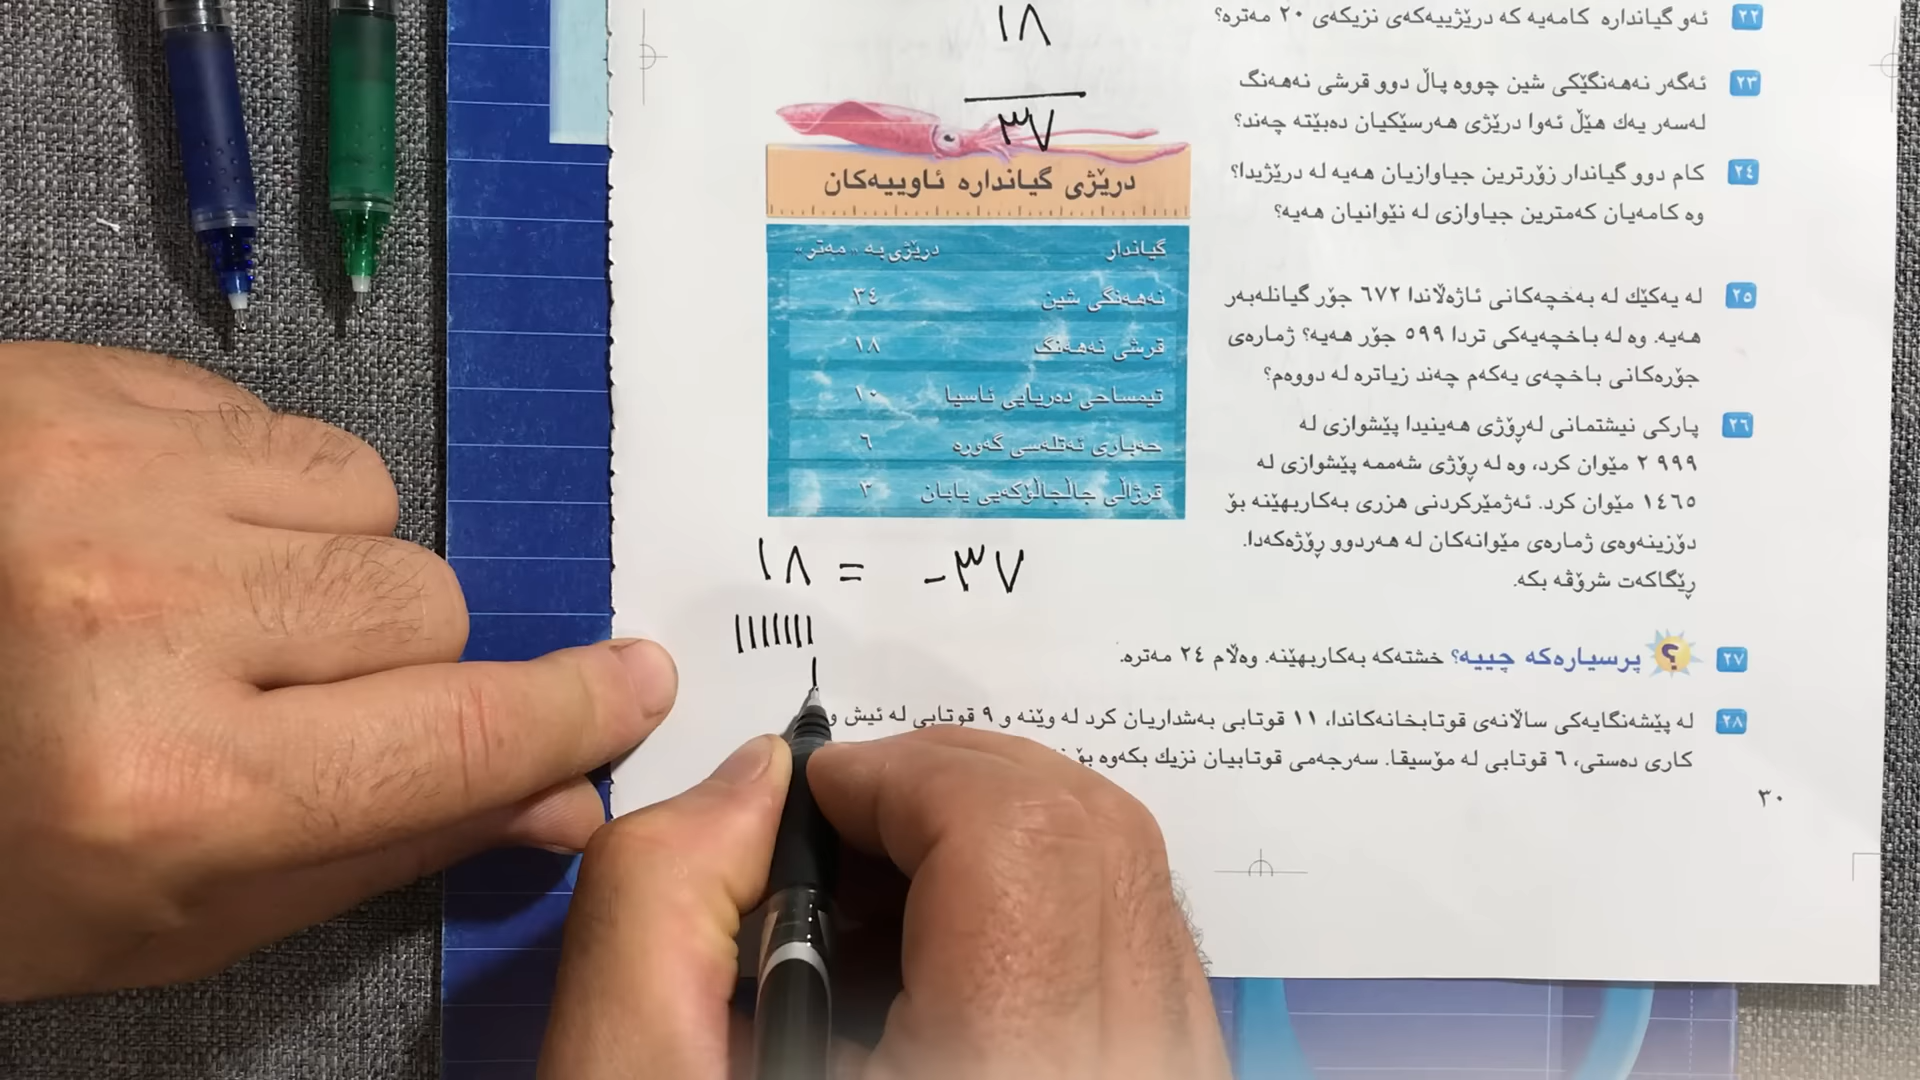 ٢٢ ئەو گیاندارە کامەیە کە درێژییەکەی نزیکەی ٢٠ مەترە؟
٢٣ ئەگەر نەهەنگێکی شین چووە پاڵ دوو قرشی نەهەنگ
لەسەر یەك هێڵ ئەوا درێژی هەرسێکیان دەبێتە چەند؟
٢٤ کام دوو گیاندار زۆرترین جیاوازیان هەیە لە درێژیدا؟
وە کامەیان کەمترین جیاوازی لە نێوانیان هەیە؟
٢٥ لە یەکێك لە بەخچەکانی ئاژەڵاندا ٦٧٢ جۆر گیانلەبەر
هەیە. وە لە باخچەیەکی تردا ٥٩٩ جۆر هەیە؟ ژمارەی
جۆرەکانی باخچەی یەکەم چەند زیاترە لە دووەم؟
٢٦ پارکی نیشتمانی لەڕۆژی هەینیدا پێشوازی لە
٢ ٩٩٩ مێوان کرد، وە لە ڕۆژی شەممە پێشوازی لە
١٤٦٥ مێوان کرد. ئەژمێرکردنی هزری بەکاربهێنە بۆ
دۆزینەوەی ژمارەی مێوانەکان لە هەردوو ڕۆژەکەدا.
ڕێگاکەت شرۆڤە بکە.
١٨
٣٧
درێژی گیاندارە ئاوییەکان
گیاندار درێژی بە «مەتر»
نەهەنگی شین ٣٤
قرشی نەهەنگ ١٨
تیمساحی دەریایی ئاسیا ١٠
حەباری ئەتلەسی گەورە ٦
قرژاڵی جاڵجاڵۆکەیی یابان ٣
١٨ = -٣٧
٢٧ ؟ پرسیارەکە چییە؟ خشتەکە بەکاربهێنە. وەڵام ٢٤ مەترە.
٢٨ لە پێشەنگایەکی ساڵانەی قوتابخانەکاندا، ١١ قوتابی بەشداریان کرد لە وێنە و ٩ قوتابی لە ئیش و
کاری دەستی، ٦ قوتابی لە مۆسیقا. سەرجەمی قوتابیان نزیك بکەوە بۆ
٣٠